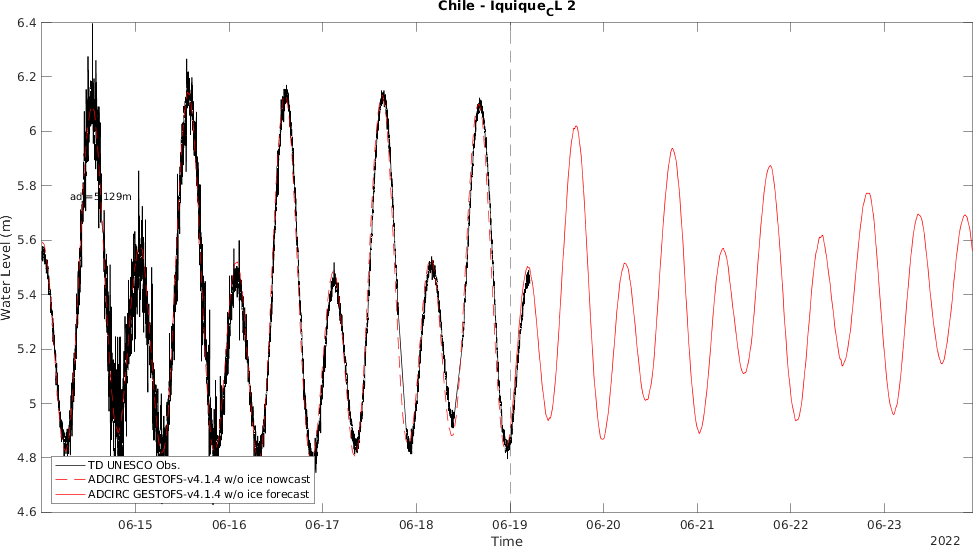 Chile - Iquique_CL 2
6.4
6.2
6
5.8
5.6
5.4
5.2
5
4.8
4.6
Water Level (m)
adj=5.129m
TD UNESCO Obs.
ADCIRC GESTOFS-v4.1.4 w/o ice nowcast
ADCIRC GESTOFS-v4.1.4 w/o ice forecast
06-15 06-16 06-17 06-18 06-19 06-20 06-21 06-22 06-23
Time
2022